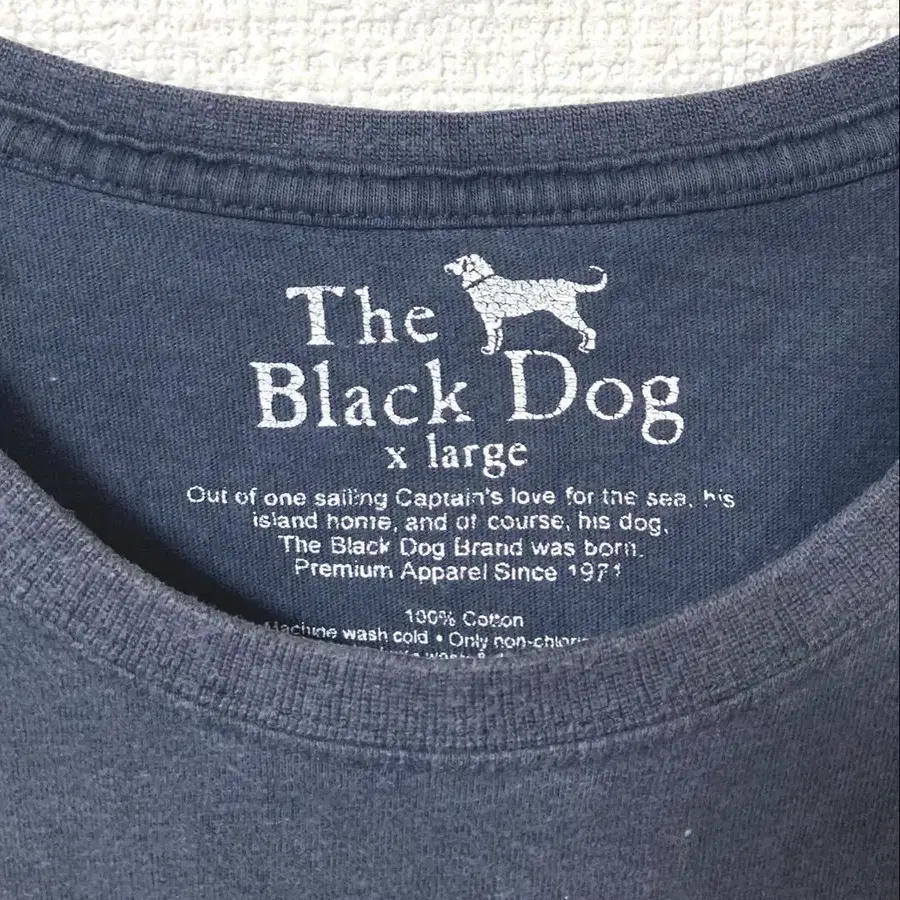 The
Black Dog
x large
Out of one sailing Captain's love for the sea, his
island home, and of course, his dog,
The Black Dog Brand was born.
Premium Apparel Since 1971
100% Cotton
Machine wash cold • Only non-chlorine